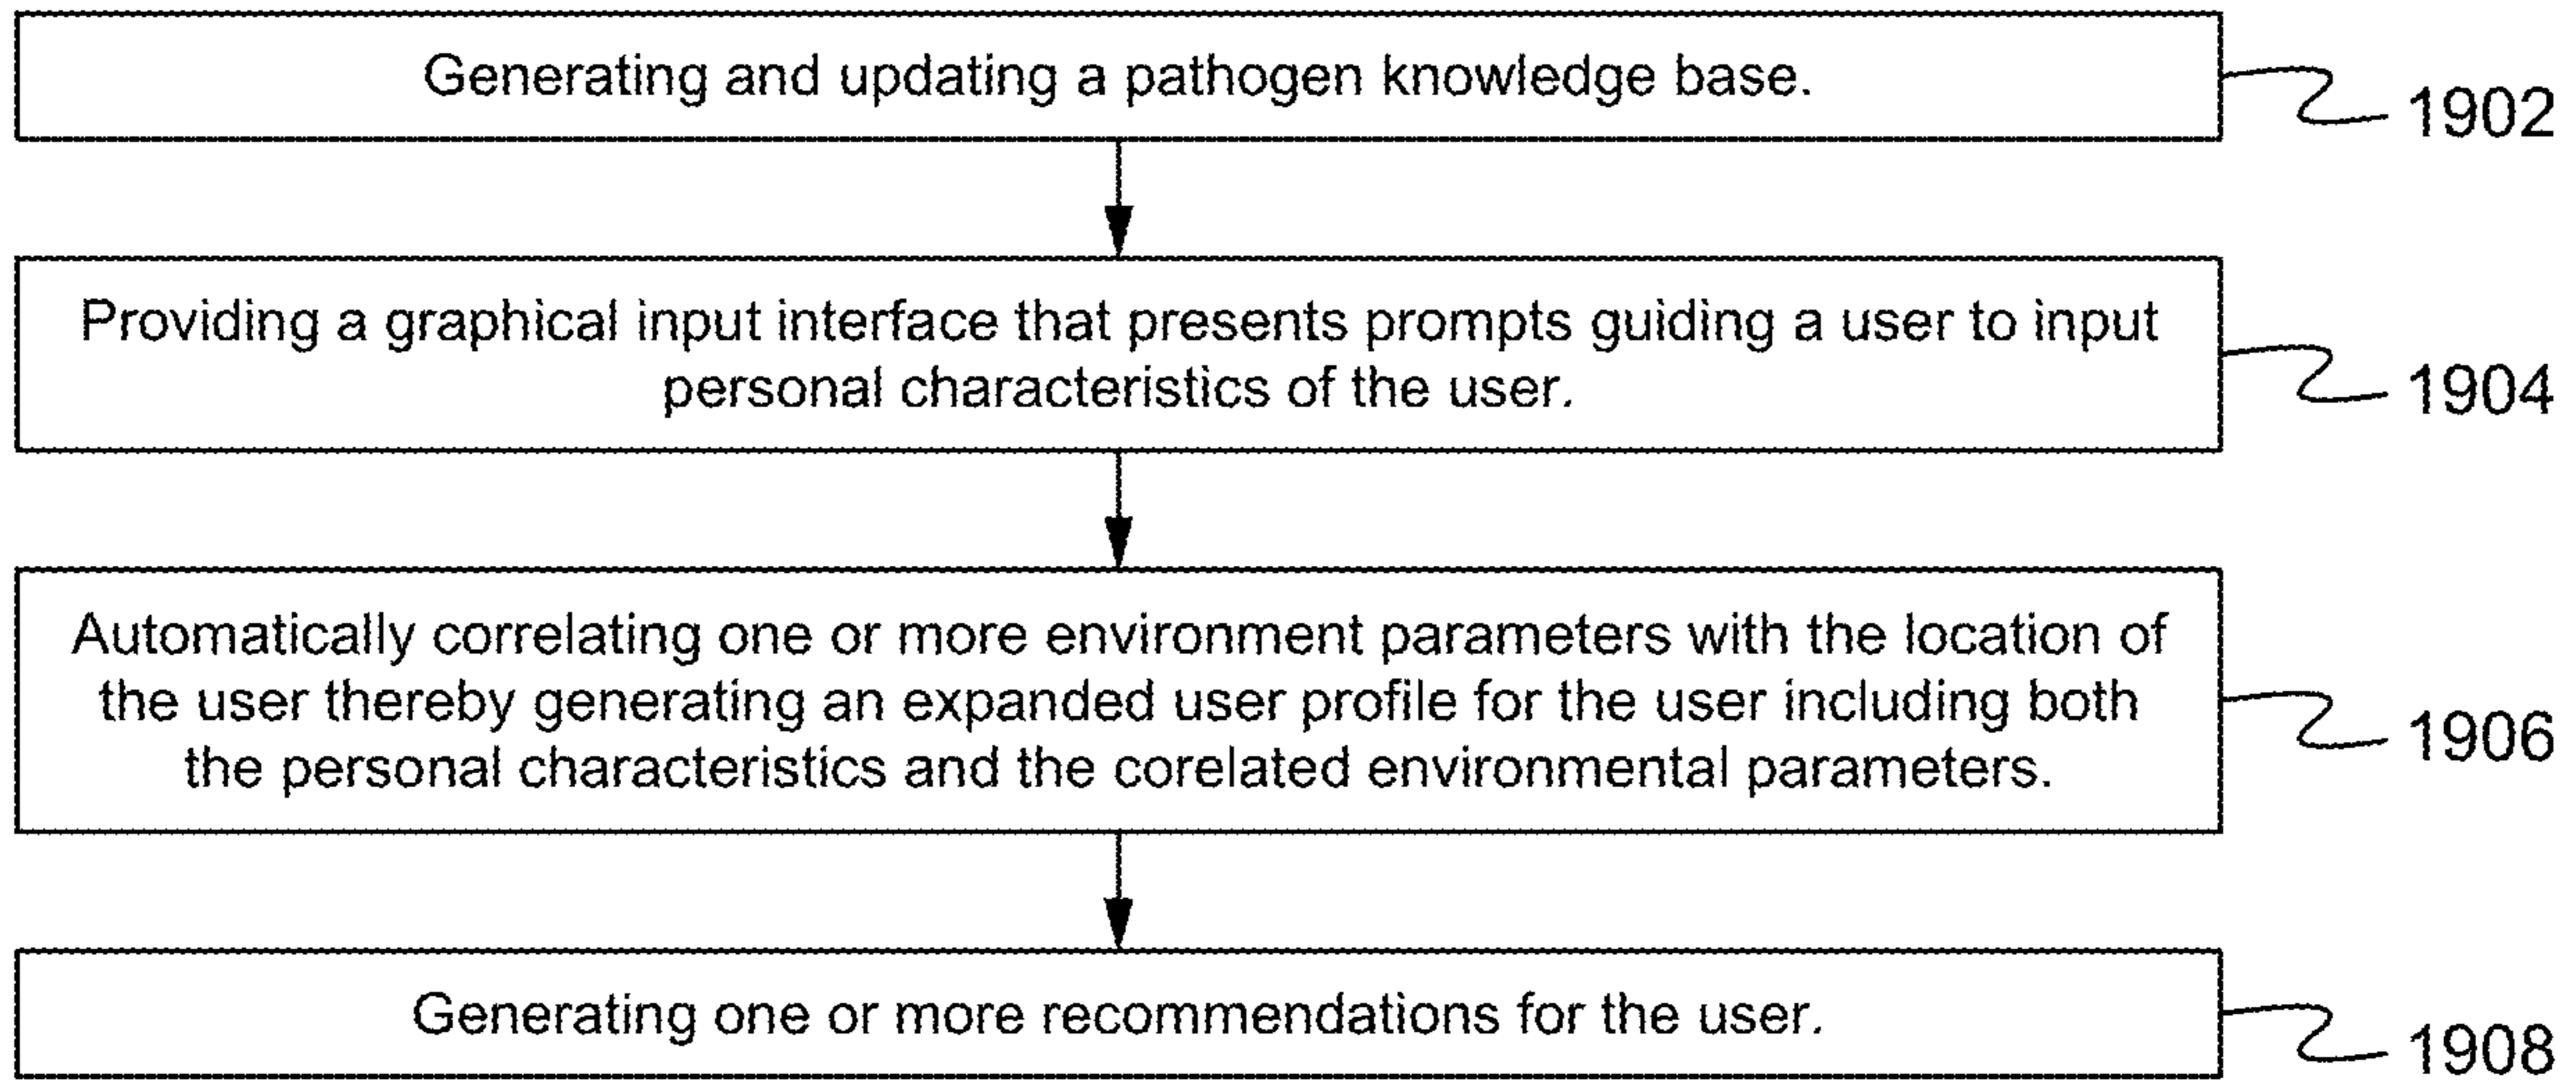 Generating and updating a pathogen knowledge base.
1902
Providing a graphical input interface that presents prompts guiding a user to input
personal characteristics of the user.
1904
Automatically correlating one or more environment parameters with the location of
the user thereby generating an expanded user profile for the user including both
the personal characteristics and the corelated environmental parameters.
1906
Generating one or more recommendations for the user.
1908